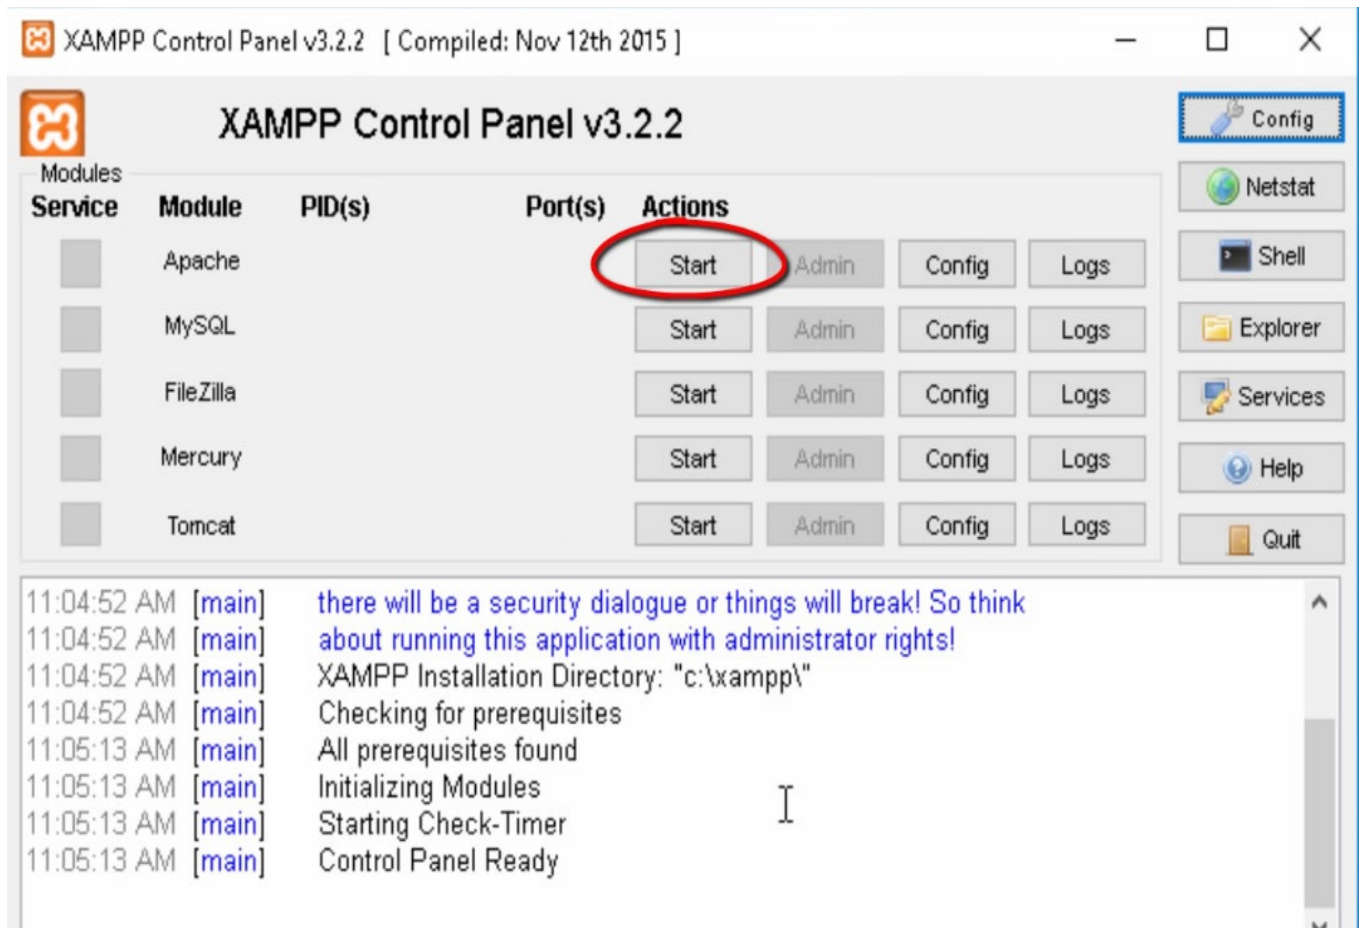 XAMPP Control Panel v3.2.2 [ Compiled: Nov 12th 2015 ]
XAMPP Control Panel v3.2.2
Config
Netstat
Shell
Explorer
Services
Help
Quit
Modules
Service Module PID(s) Port(s) Actions
Apache Start Admin Config Logs
MySQL Start Admin Config Logs
FileZilla Start Admin Config Logs
Mercury Start Admin Config Logs
Tomcat Start Admin Config Logs
11:04:52 AM [main] there will be a security dialogue or things will break! So think
11:04:52 AM [main] about running this application with administrator rights!
11:04:52 AM [main] XAMPP Installation Directory: "c:\xampp\"
11:04:52 AM [main] Checking for prerequisites
11:05:13 AM [main] All prerequisites found
11:05:13 AM [main] Initializing Modules
11:05:13 AM [main] Starting Check-Timer
11:05:13 AM [main] Control Panel Ready